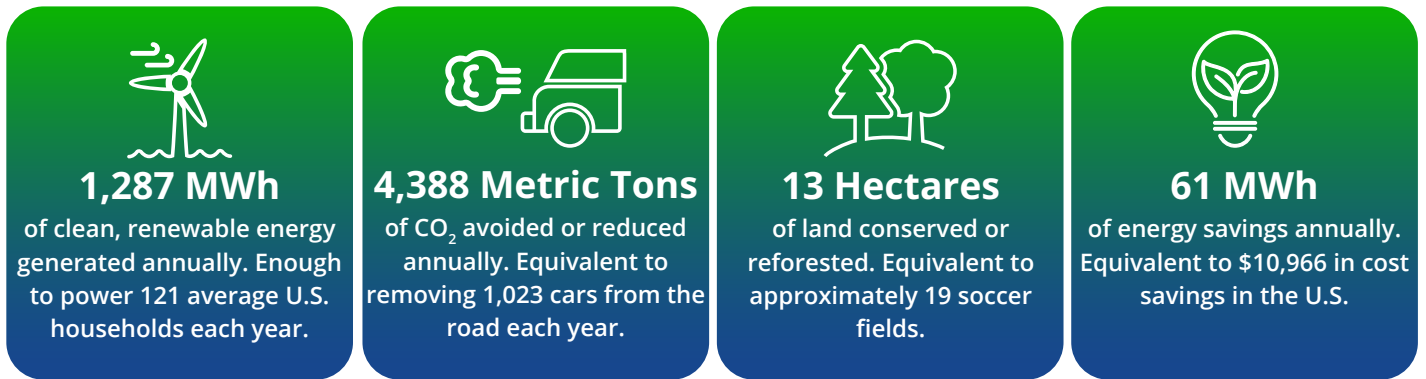 1,287 MWh
of clean, renewable energy
generated annually. Enough
to power 121 average U.S.
households each year.
4,388 Metric Tons
of CO₂ avoided or reduced
annually. Equivalent to
removing 1,023 cars from the
road each year.
13 Hectares
of land conserved or
reforested. Equivalent to
approximately 19 soccer
fields.
61 MWh
of energy savings annually.
Equivalent to $10,966 in cost
savings in the U.S.